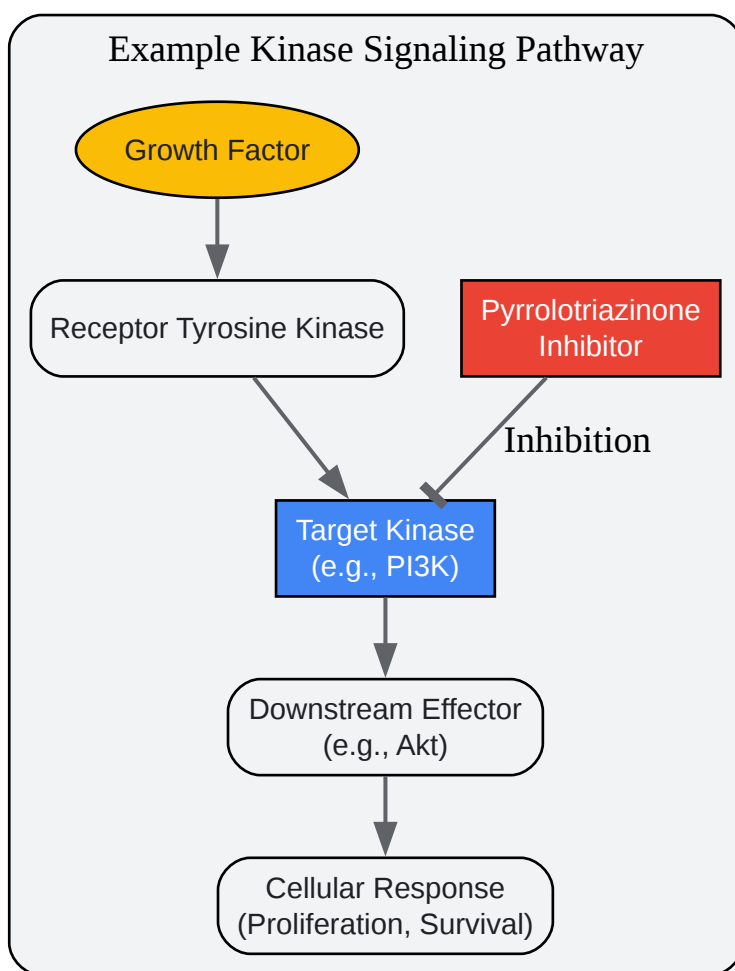 Example Kinase Signaling Pathway
Growth Factor
Receptor Tyrosine Kinase
Pyrrolotriazinone
Inhibitor
Inhibition
Target Kinase
(e.g., PI3K)
Downstream Effector
(e.g., Akt)
Cellular Response
(Proliferation, Survival)